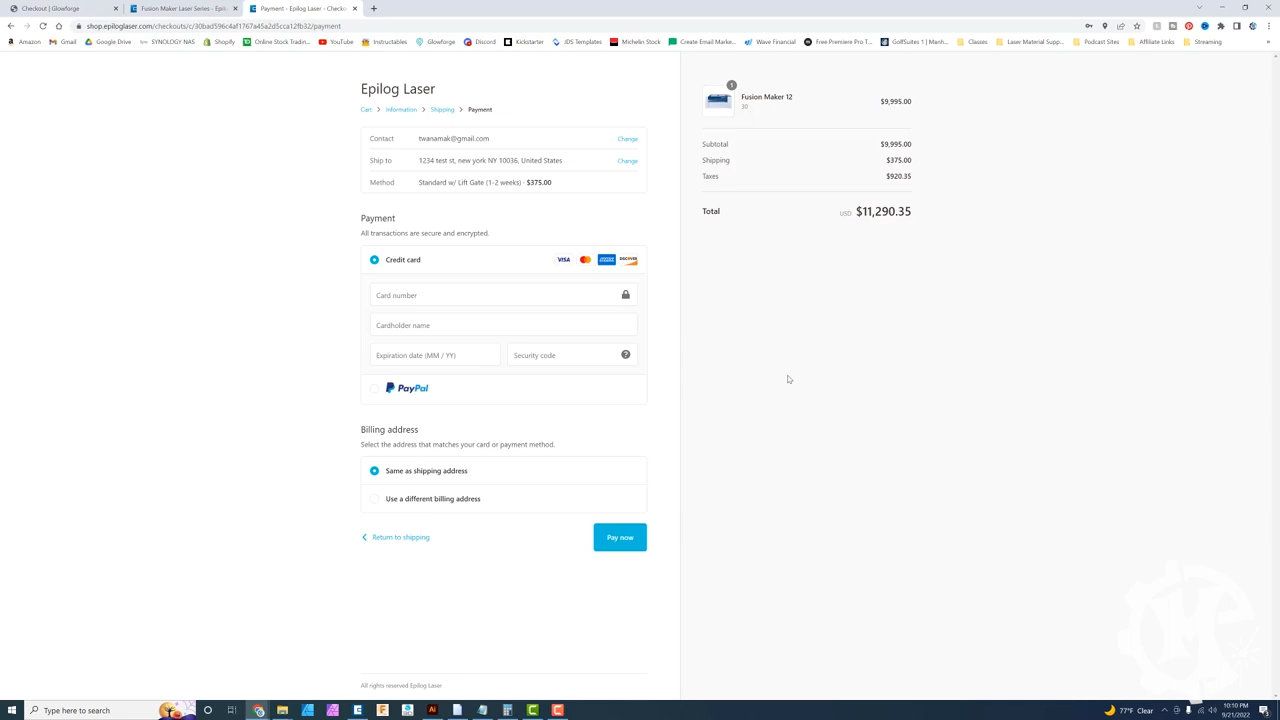 Checkout | Glowforge
Fusion Maker Laser Series - Epil
Payment - Epilog Laser - Checko
shop.epiloglaser.com/checkouts/c/30bad596c4af1767a45a2d5cca12fb32/payment
Amazon Gmail Google Drive SYNOLOGY NAS Shopify Online Stock Tradin... YouTube Instructables Glowforge Discord Kickstarter JDS Templates Michelin Stock Create Email Marke... Wave Financial Free Premiere Pro T... GolfSuites 1 | Manh... Classes Laser Material Supp... Podcast Sites Affiliate Links Streaming
Epilog Laser
Cart > Information > Shipping > Payment
Contact twanamak@gmail.com Change
Ship to 1234 test st, new york NY 10036, United States Change
Method Standard w/ Lift Gate (1-2 weeks) · $375.00
Payment
All transactions are secure and encrypted.
Credit card VISA AMERICAN EXPRESS DISCOVER
Card number
Cardholder name
Expiration date (MM / YY) Security code
PayPal
Billing address
Select the address that matches your card or payment method.
Same as shipping address
Use a different billing address
Return to shipping Pay now
All rights reserved Epilog Laser
1
Fusion Maker 12 $9,995.00
30
Subtotal $9,995.00
Shipping $375.00
Taxes $920.35
Total USD $11,290.35
Type here to search
77°F Clear
10:10 PM
9/21/2022